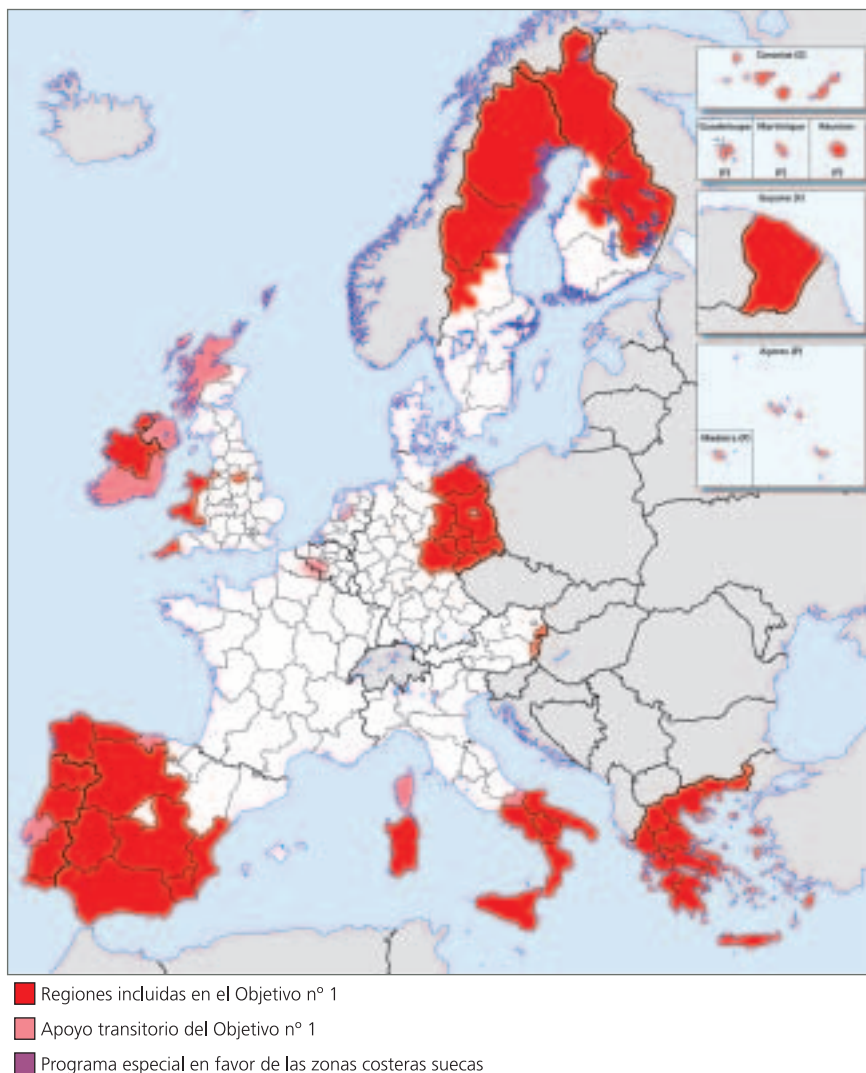 Canarias (E)
Guadeloupe Martinique Réunion
(F) (F) (F)
Guyane (F)
Açores (P)
Madeira (P)
Regiones incluidas en el Objetivo nº 1
Apoyo transitorio del Objetivo nº 1
Programa especial en favor de las zonas costeras suecas